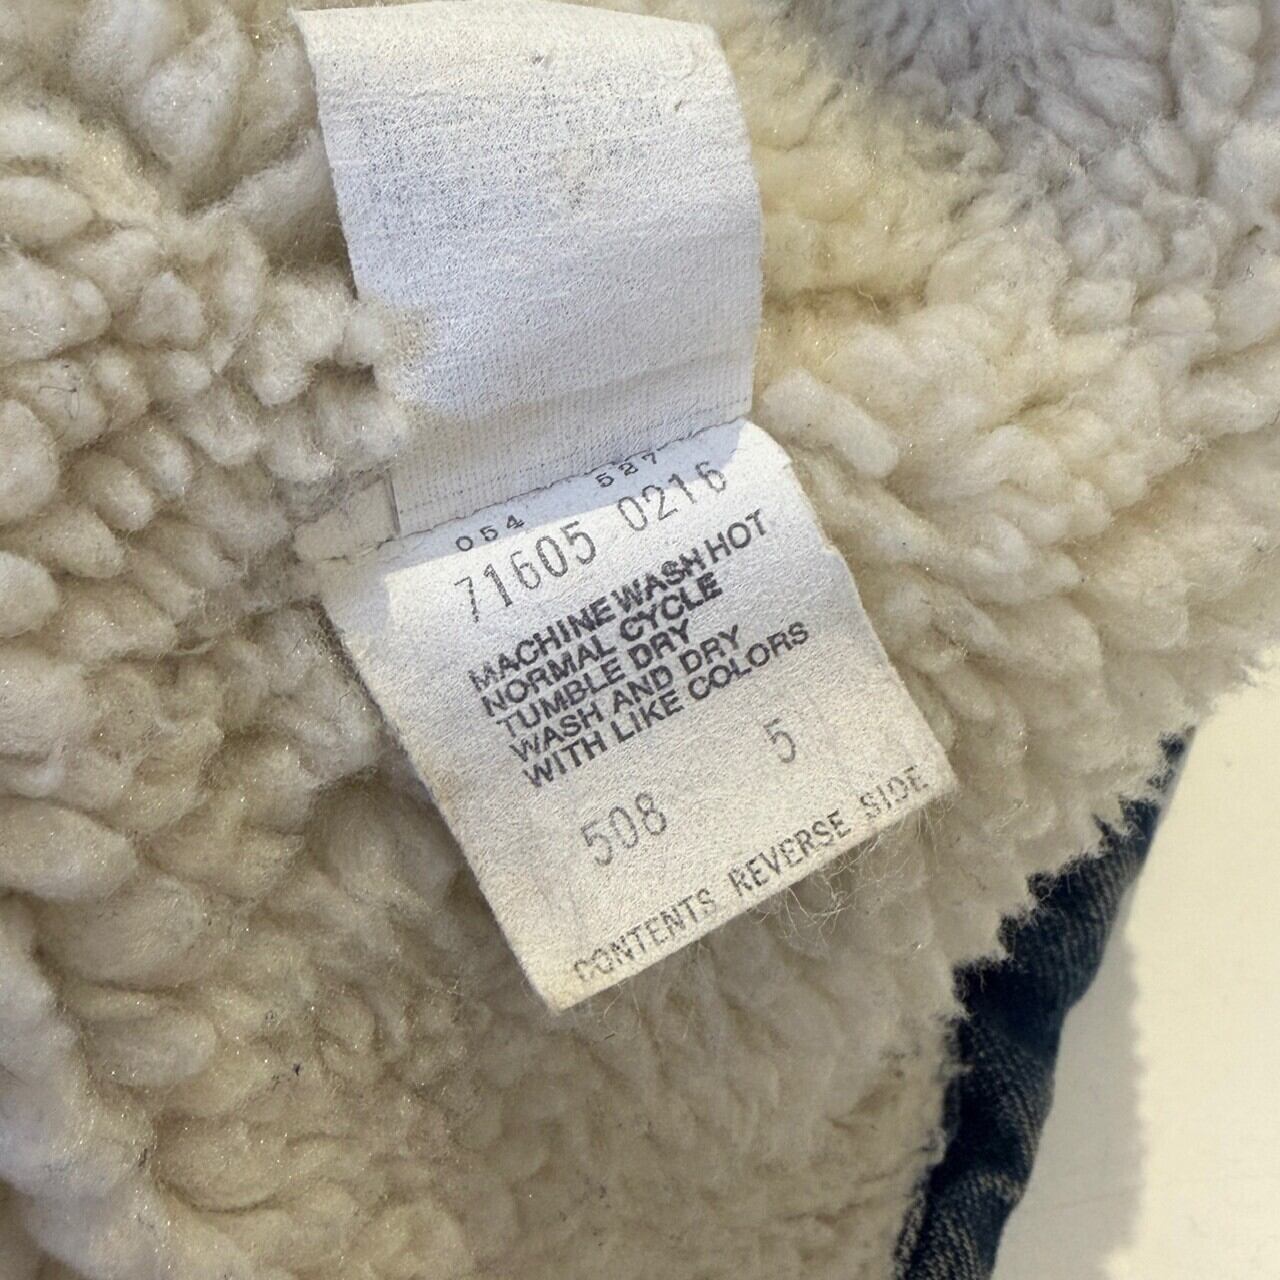 054 527
71605 0216
MACHINE WASH HOT
NORMAL CYCLE
TUMBLE DRY
WASH AND DRY
WITH LIKE COLORS
508 5
CONTENTS REVERSE SIDE